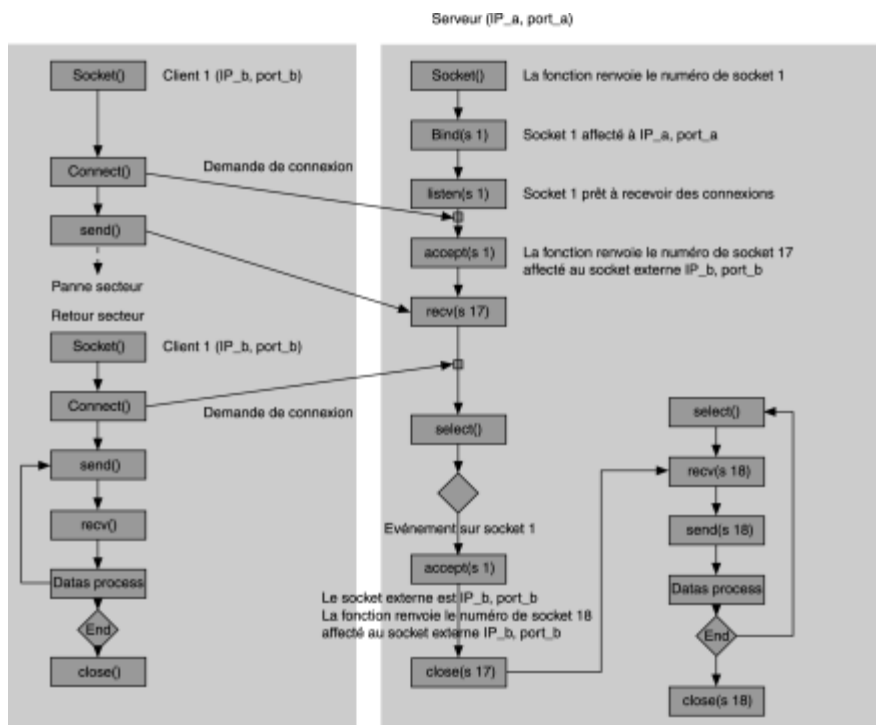 Serveur (IP_a, port_a)
Socket()
Client 1 (IP_b, port_b)
Connect()
Demande de connexion
send()
Panne secteur
Retour secteur
Socket()
Client 1 (IP_b, port_b)
Connect()
Demande de connexion
send()
recv()
Datas process
End
close()
Socket()
La fonction renvoie le numéro de socket 1
Bind(s 1)
Socket 1 affecté à IP_a, port_a
listen(s 1)
Socket 1 prêt à recevoir des connexions
accept(s 1)
La fonction renvoie le numéro de socket 17
affecté au socket externe IP_b, port_b
recv(s 17)
select()
Evénement sur socket 1
accept(s 1)
Le socket externe est IP_b, port_b
La fonction renvoie le numéro de socket 18
affecté au socket externe IP_b, port_b
close(s 17)
select()
recv(s 18)
send(s 18)
Datas process
End
close(s 18)